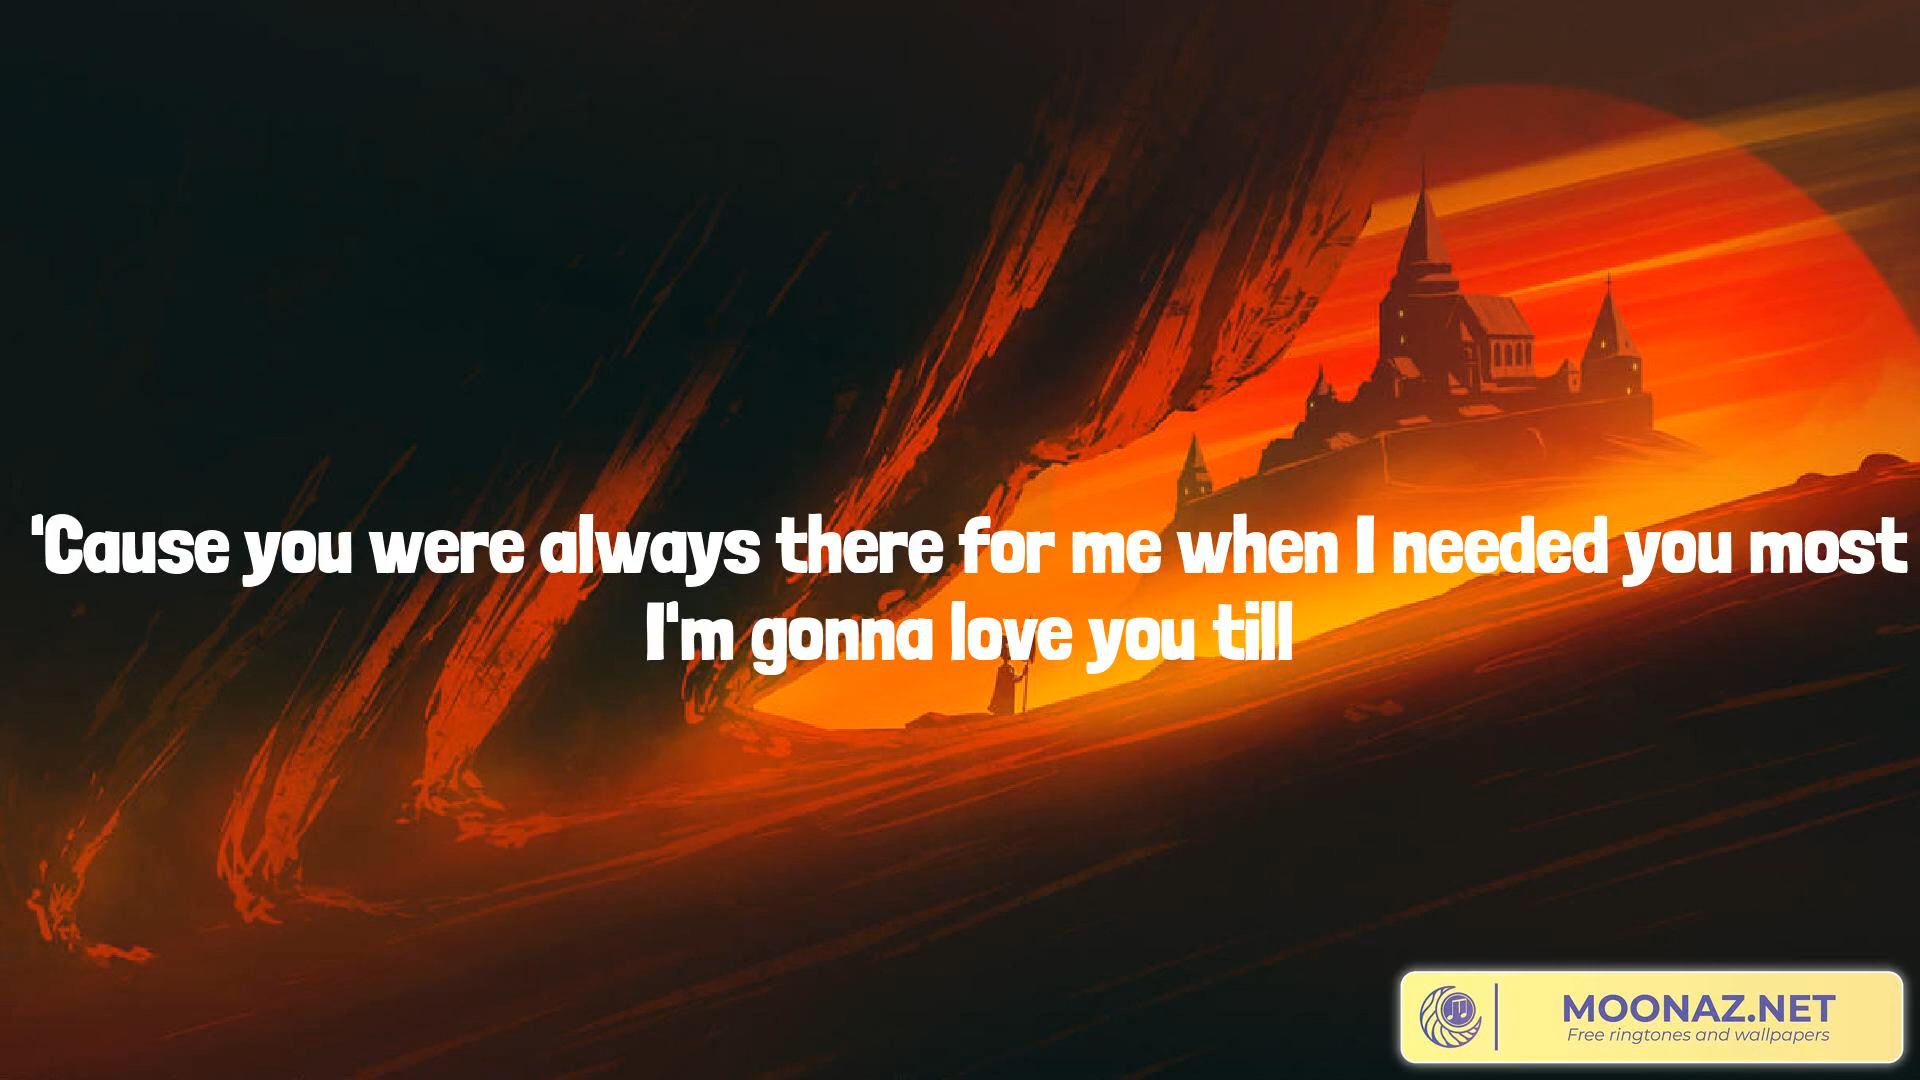 'Cause you were always there for me when I needed you most
I'm gonna love you till
MOONAZ.NET
Free ringtones and wallpapers